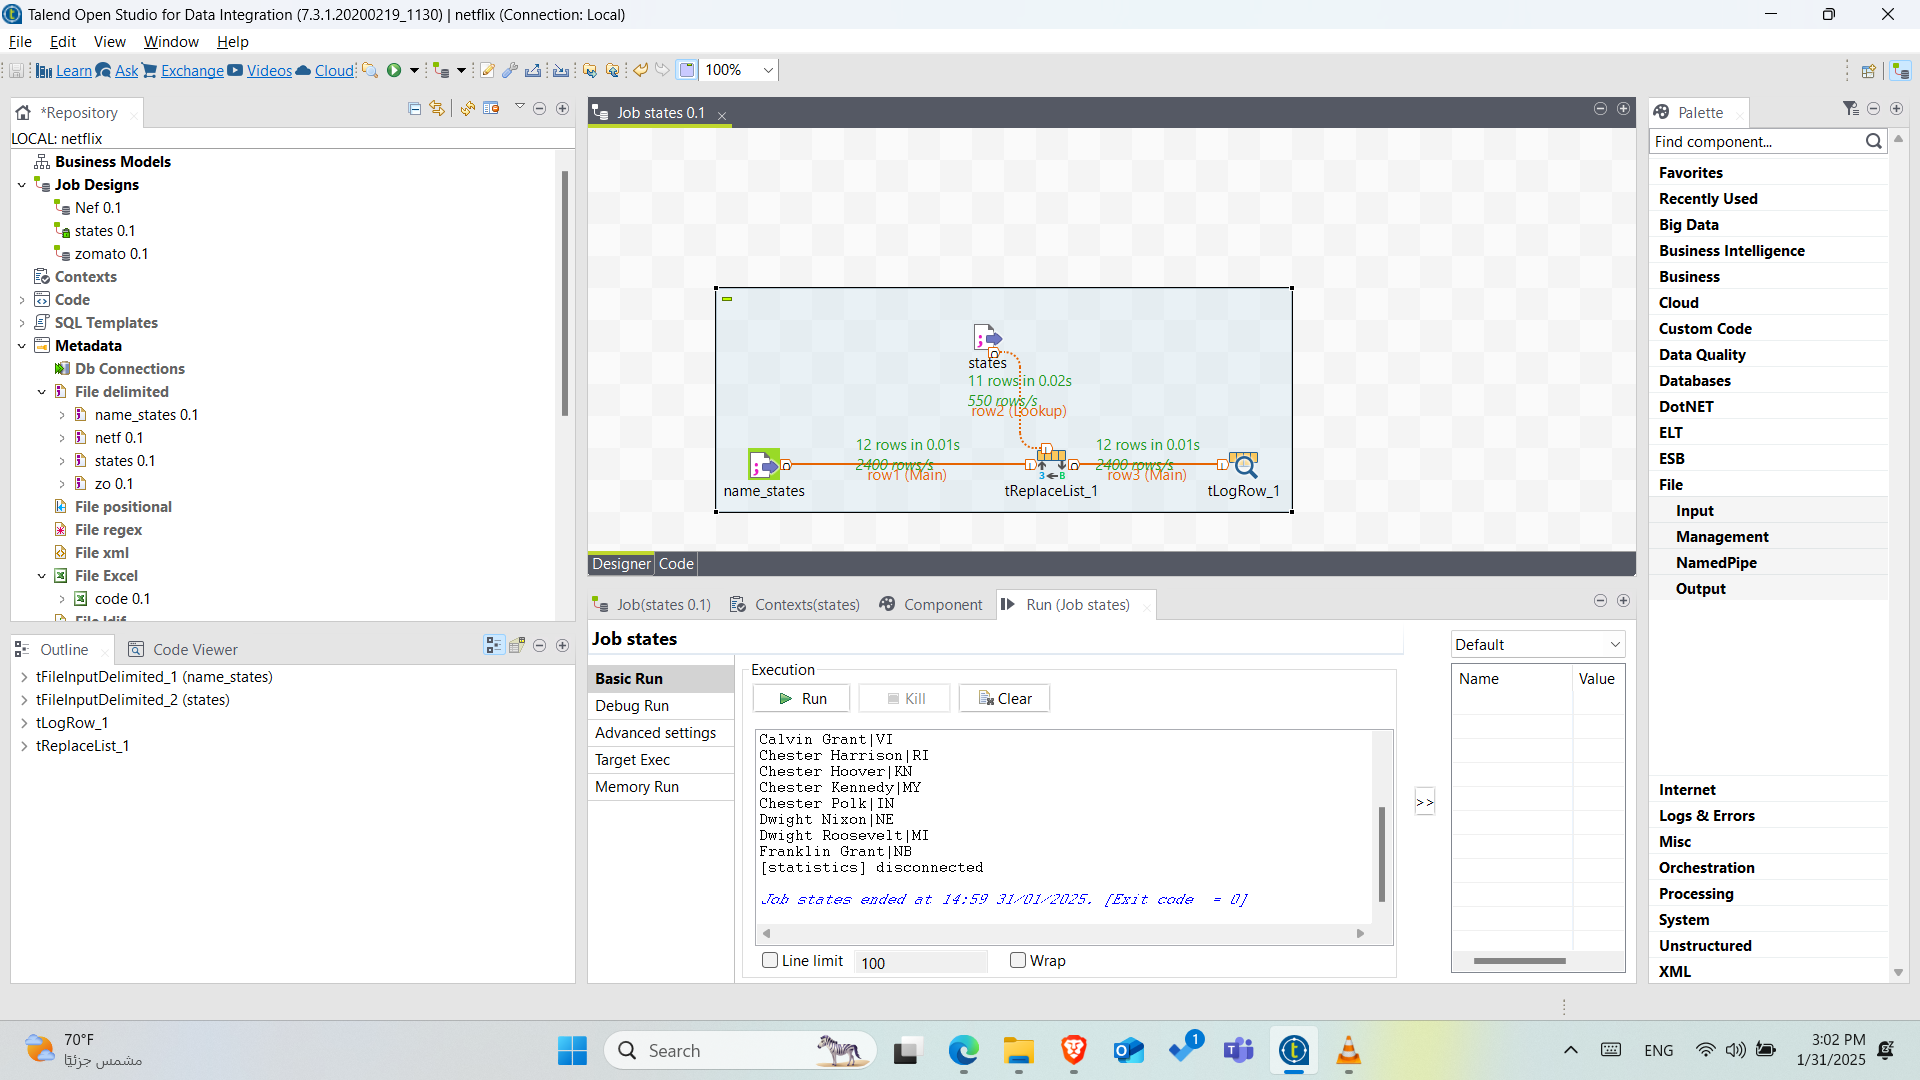 Talend Open Studio for Data Integration (7.3.1.20200219_1130) | netflix (Connection: Local)
File Edit View Window Help
Learn Ask Exchange Videos Cloud 100%
*Repository
LOCAL: netflix
Business Models
Job Designs
Nef 0.1
states 0.1
zomato 0.1
Contexts
Code
SQL Templates
Metadata
Db Connections
File delimited
name_states 0.1
netf 0.1
states 0.1
zo 0.1
File positional
File regex
File xml
File Excel
code 0.1
File ldif
Outline Code Viewer
tFileInputDelimited_1 (name_states)
tFileInputDelimited_2 (states)
tLogRow_1
tReplaceList_1
Job states 0.1
states
11 rows in 0.02s
550 rows/s
row2 (Lookup)
12 rows in 0.01s
2400 rows/s
row1 (Main)
12 rows in 0.01s
2400 rows/s
row3 (Main)
name_states
tReplaceList_1
tLogRow_1
Designer Code
Job(states 0.1) Contexts(states) Component Run (Job states)
Job states
Basic Run
Debug Run
Advanced settings
Target Exec
Memory Run
Execution
Run Kill Clear
Calvin Grant|VI
Chester Harrison|RI
Chester Hoover|KN
Chester Kennedy|MY
Chester Polk|IN
Dwight Nixon|NE
Dwight Roosevelt|MI
Franklin Grant|NB
[statistics] disconnected
Job states ended at 14:59 31/01/2025. [Exit code  = 0]
Line limit 100 Wrap
>>
Default
Name Value
Palette
Find component...
Favorites
Recently Used
Big Data
Business Intelligence
Business
Cloud
Custom Code
Data Quality
Databases
DotNET
ELT
ESB
File
Input
Management
NamedPipe
Output
Internet
Logs & Errors
Misc
Orchestration
Processing
System
Unstructured
XML
70°F
مشمس جزئيًا
Search
1
ENG
3:02 PM
1/31/2025